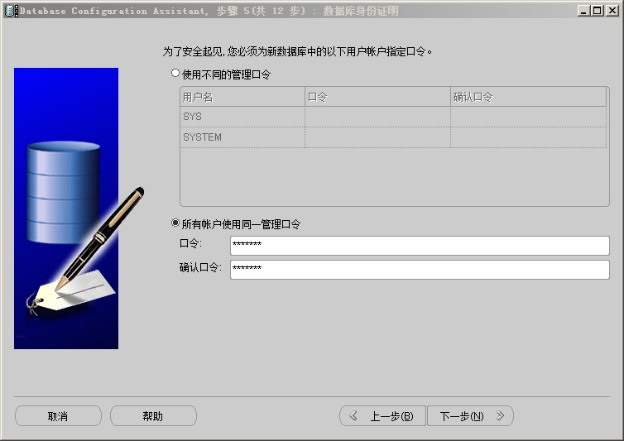 Database Configuration Assistant, 步骤 5(共 12 步) : 数据库身份证明
为了安全起见,您必须为新数据库中的以下用户帐户指定口令。
使用不同的管理口令
用户名 口令 确认口令
SYS
SYSTEM
所有帐户使用同一管理口令
口令: *******
确认口令: *******
取消 帮助 上一步(B) 下一步(N)